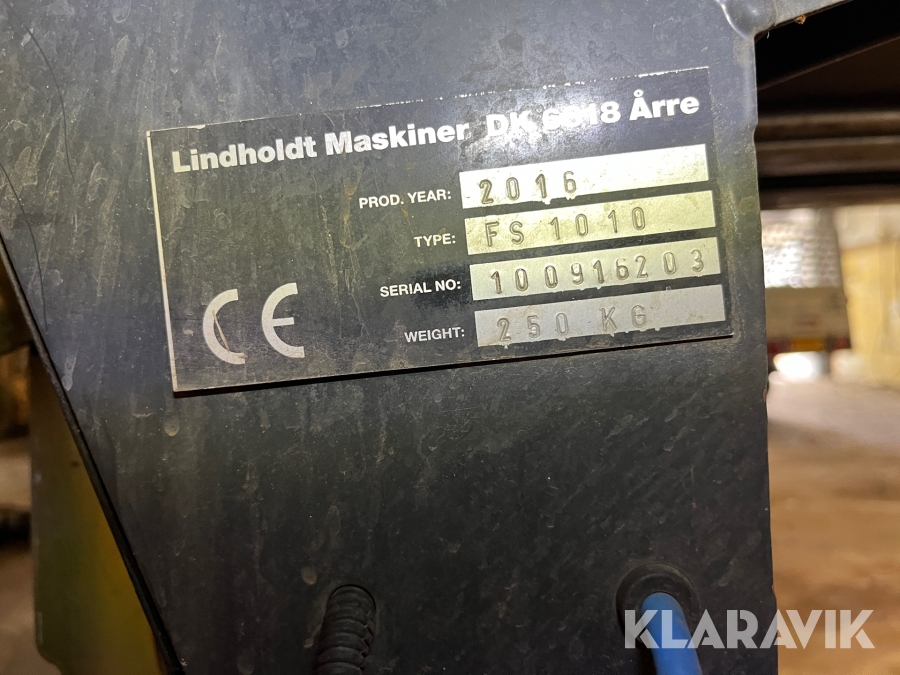 Lindholdt Maskiner DK 6818 Årre
PROD. YEAR: 2016
TYPE: FS 1010
SERIAL NO: 100916203
WEIGHT: 250 KG
CE
KLARAVIK